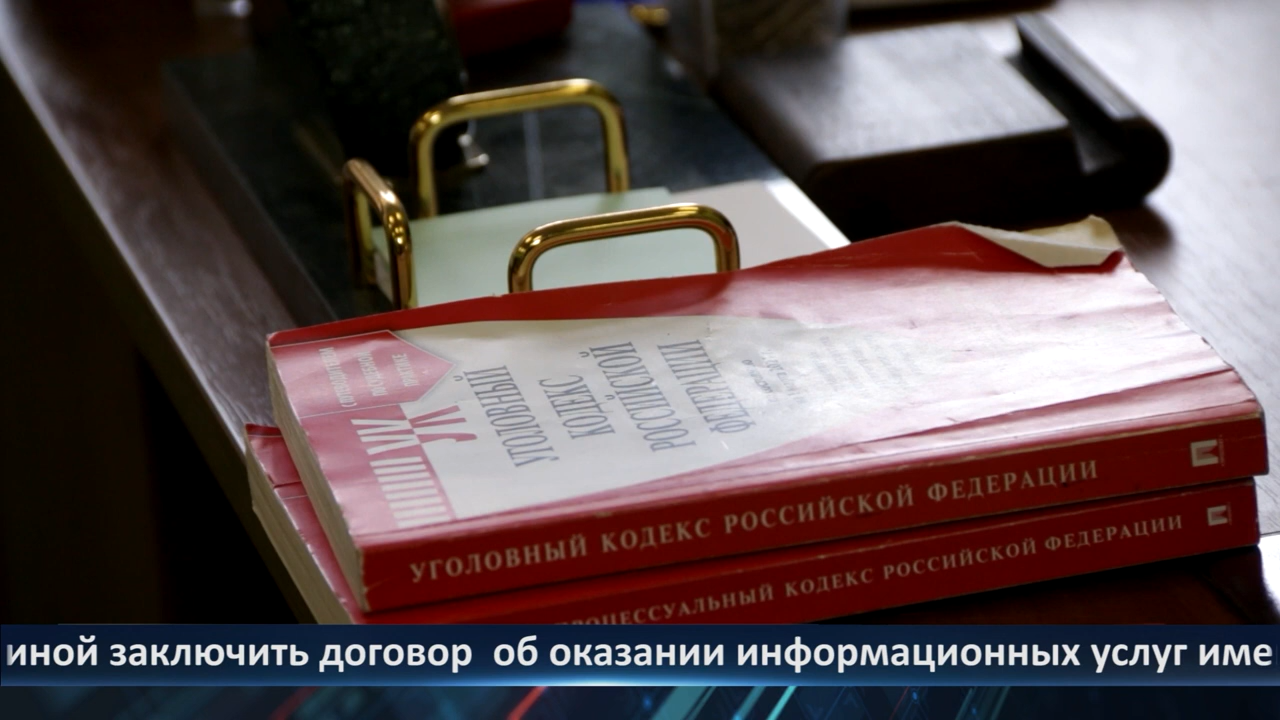 УГОЛОВНЫЙ
КОДЕКС
РОССИЙСКОЙ
ФЕДЕРАЦИИ
УГОЛОВНЫЙ КОДЕКС РОССИЙСКОЙ ФЕДЕРАЦИИ
ПРОЦЕССУАЛЬНЫЙ КОДЕКС РОССИЙСКОЙ ФЕДЕРАЦИИ
иной заключить договор об оказании информационных услуг име